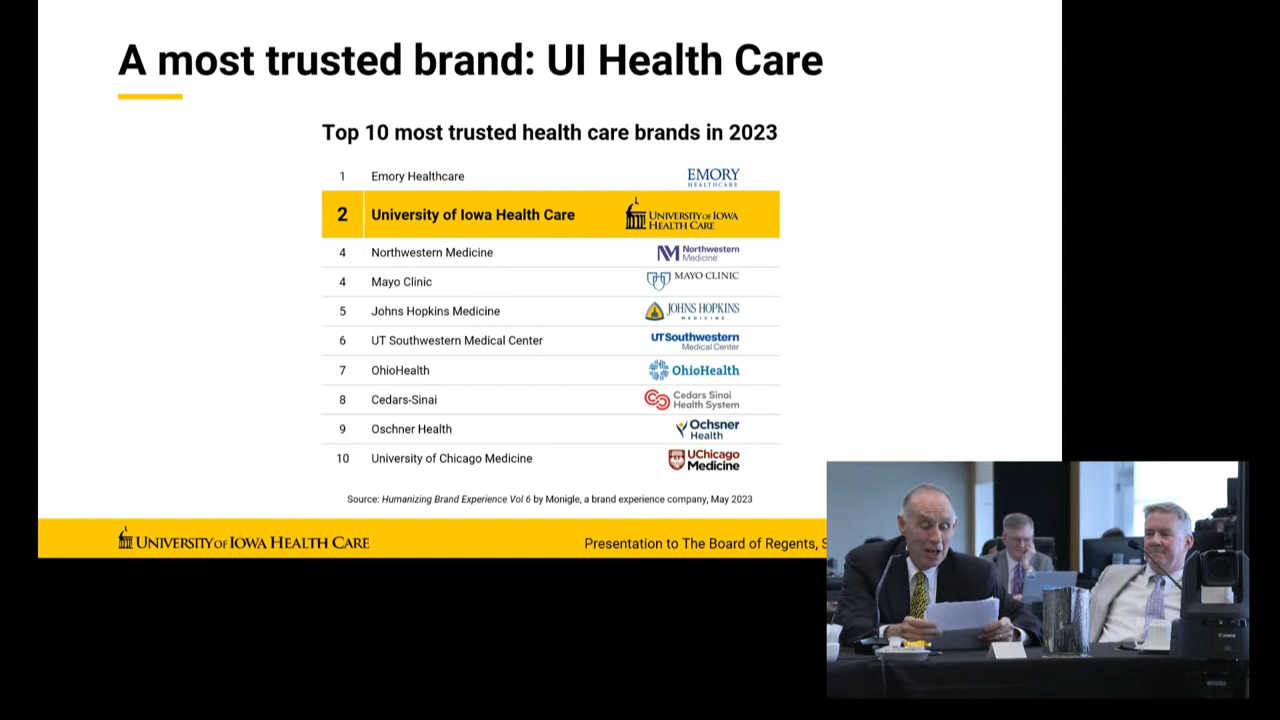 A most trusted brand: UI Health Care
Top 10 most trusted health care brands in 2023
1 Emory Healthcare EMORY
HEALTHCARE
2 University of Iowa Health Care UNIVERSITY OF IOWA
HEALTH CARE
4 Northwestern Medicine Northwestern
Medicine
4 Mayo Clinic MAYO CLINIC
5 Johns Hopkins Medicine JOHNS HOPKINS
MEDICINE
6 UT Southwestern Medical Center UT Southwestern
Medical Center
7 OhioHealth OhioHealth
8 Cedars-Sinai Cedars Sinai
Health System
9 Oschner Health Ochsner
Health
10 University of Chicago Medicine UChicago
Medicine
Source: Humanizing Brand Experience Vol 6 by Monigle, a brand experience company, May 2023
UNIVERSITY OF IOWA HEALTH CARE
Presentation to The Board of Regents, S
Canon